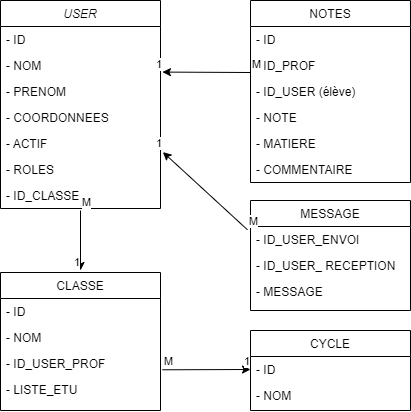 USER
- ID
- NOM
- PRENOM
- COORDONNEES
- ACTIF
- ROLES
- ID_CLASSE
1
1
M
NOTES
- ID
- ID_PROF
- ID_USER (élève)
- NOTE
- MATIERE
- COMMENTAIRE
M
MESSAGE
- ID_USER_ENVOI
- ID_USER_ RECEPTION
- MESSAGE
M
1
CLASSE
- ID
- NOM
- ID_USER_PROF
- LISTE_ETU
M
1
CYCLE
- ID
- NOM